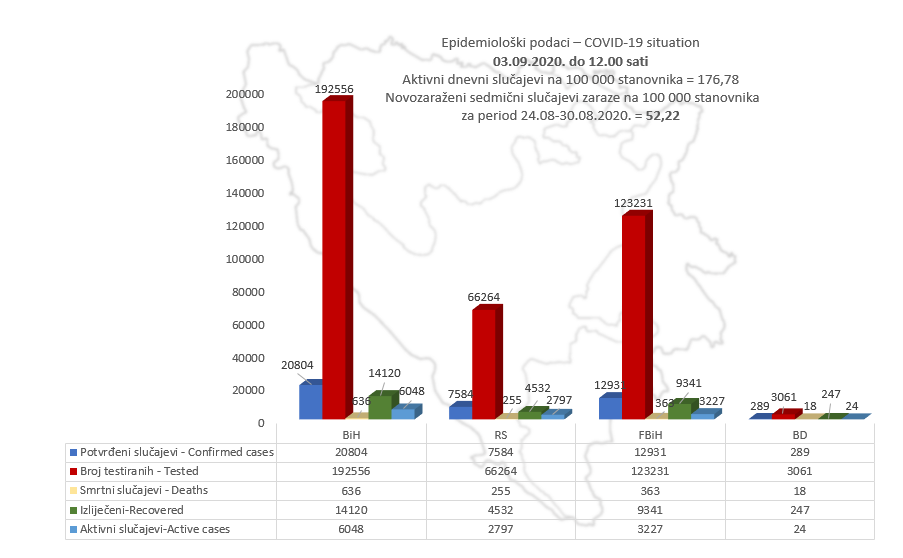 Epidemiološki podaci – COVID-19 situation
03.09.2020. do 12.00 sati
Aktivni dnevni slučajevi na 100 000 stanovnika = 176,78
Novozaraženi sedmični slučajevi zaraze na 100 000 stanovnika
za period 24.08-30.08.2020. = 52,22
200000
180000
160000
140000
120000
100000
80000
60000
40000
20000
0
20804
192556
636
14120
6048
7584
66264
255
4532
2797
12931
123231
363
9341
3227
289
3061
18
247
24
BiH RS FBiH BD
Potvrđeni slučajevi - Confirmed cases 20804 7584 12931 289
Broj testiranih - Tested 192556 66264 123231 3061
Smrtni slučajevi - Deaths 636 255 363 18
Izliječeni-Recovered 14120 4532 9341 247
Aktivni slučajevi-Active cases 6048 2797 3227 24